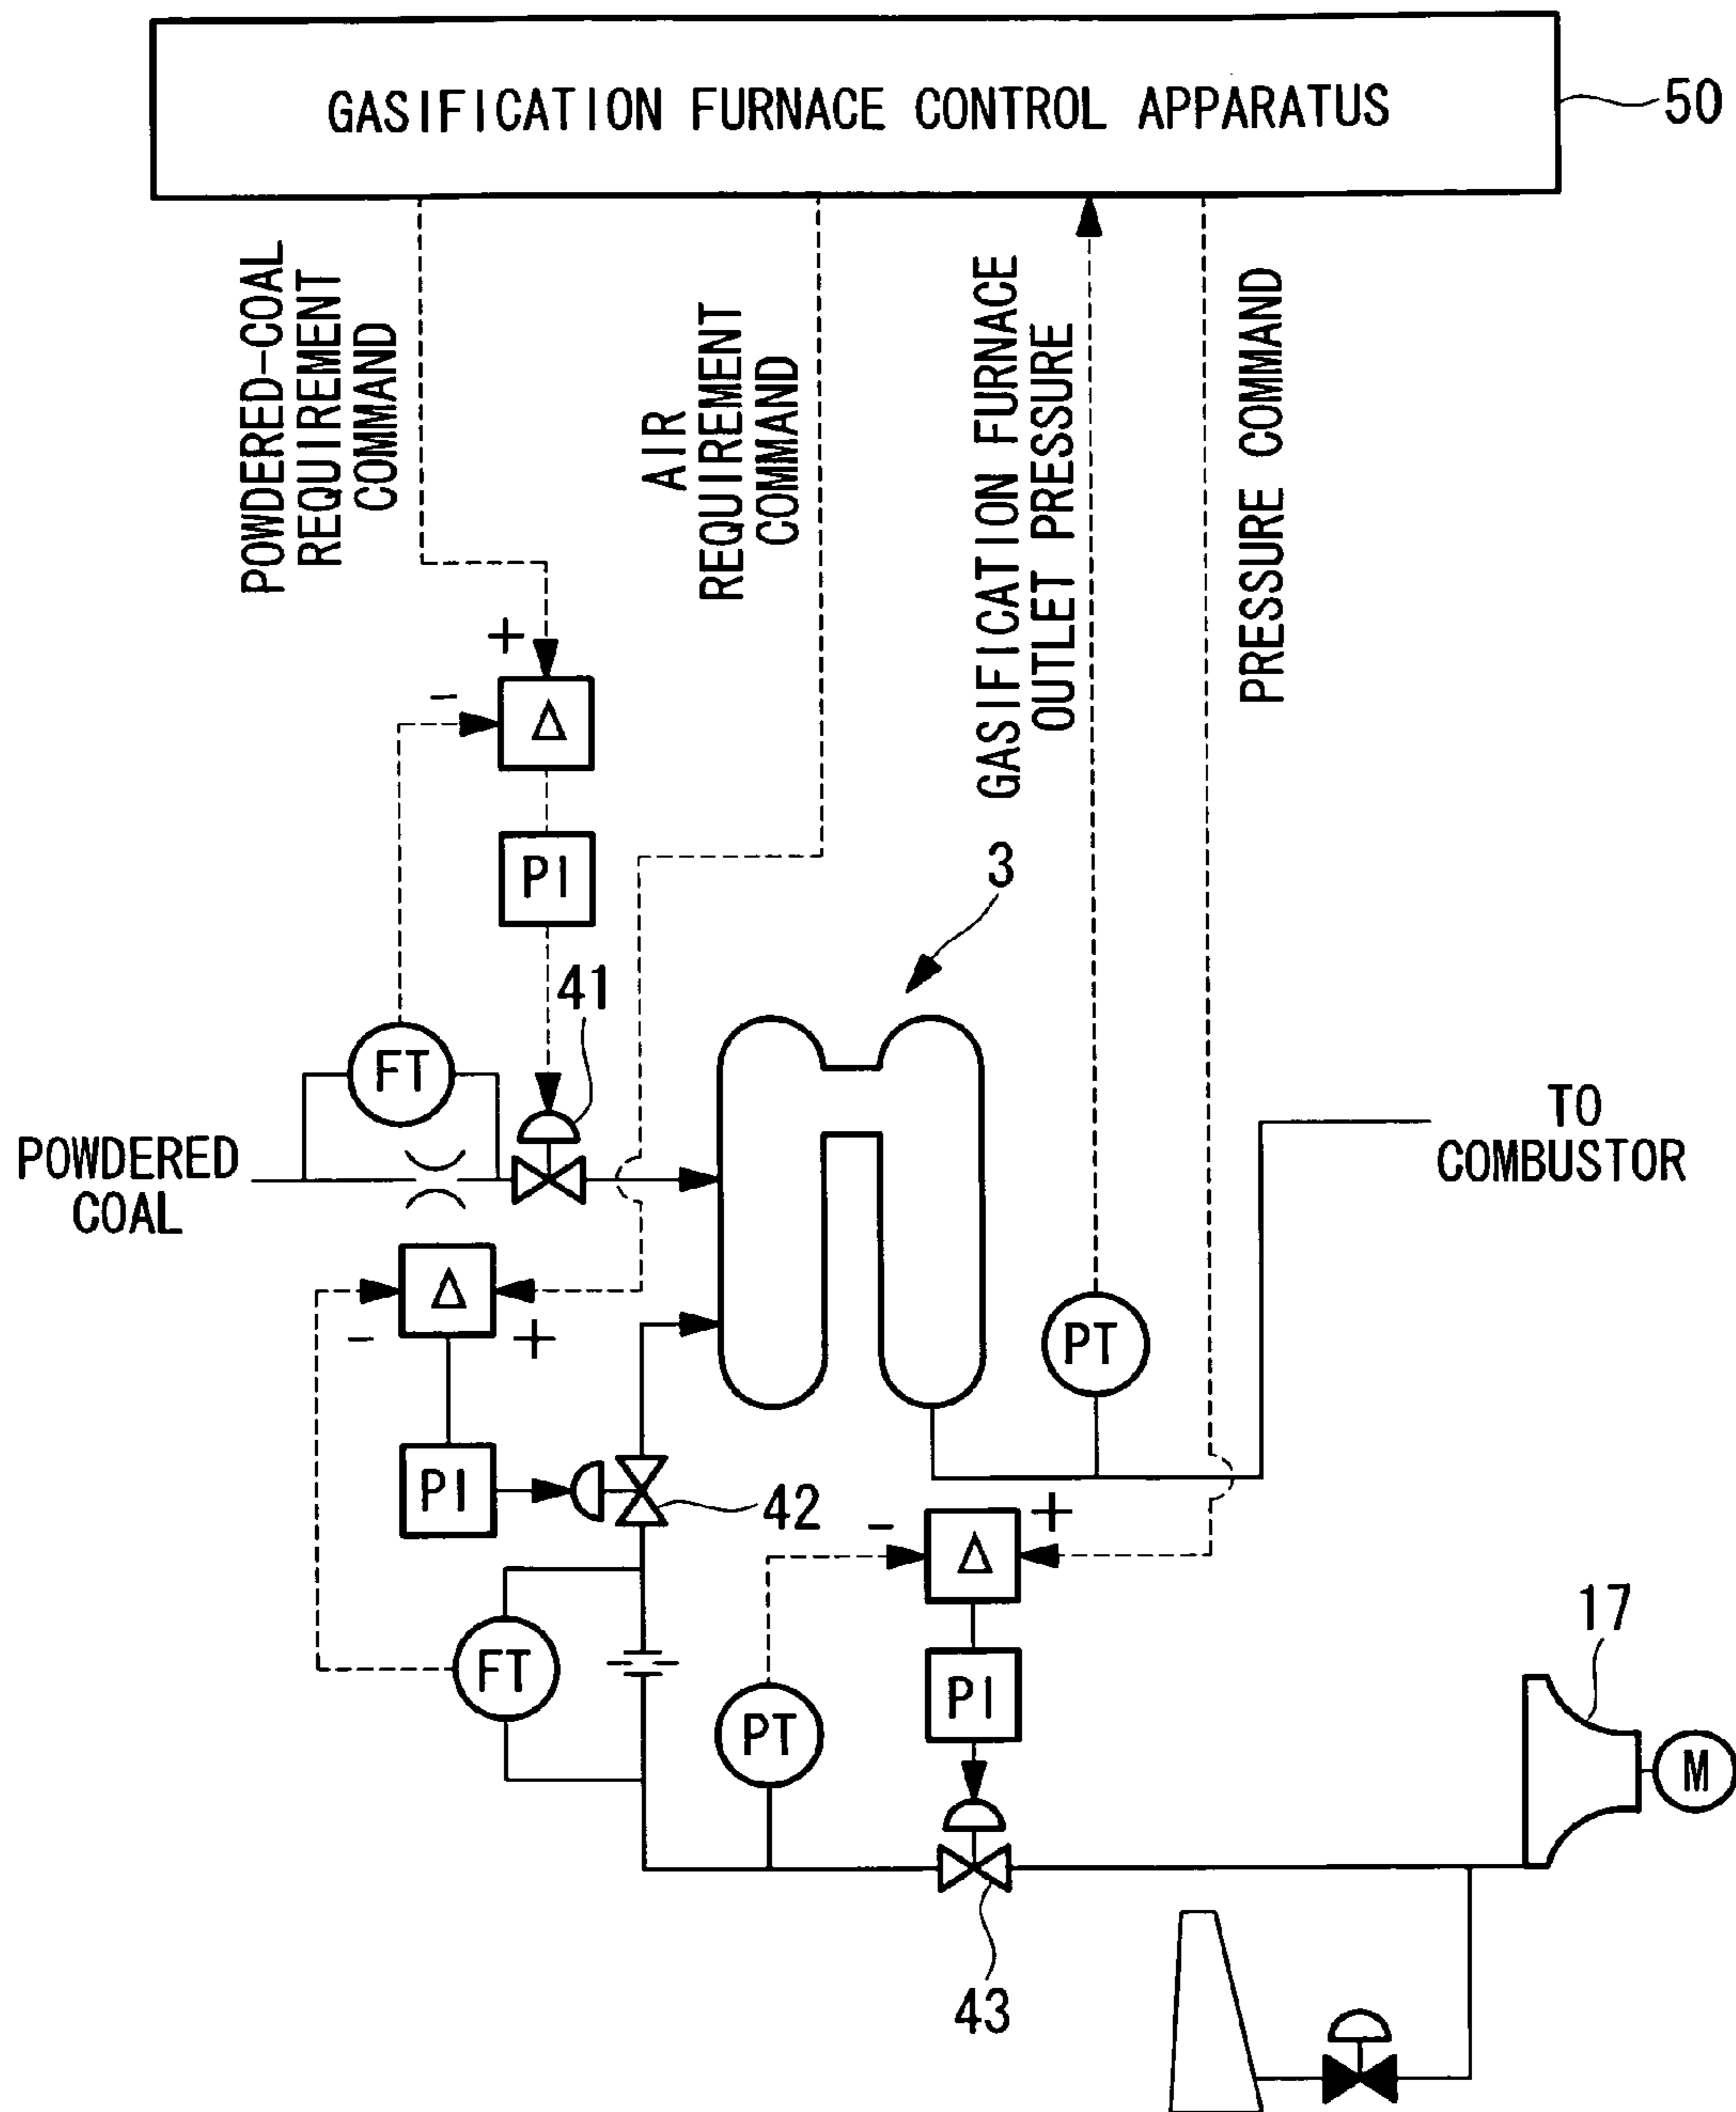 GASIFICATION FURNACE CONTROL APPARATUS
50
POWDERED-COAL
REQUIREMENT
COMMAND
AIR
REQUIREMENT
COMMAND
GASIFICATION FURNACE
OUTLET PRESSURE
PRESSURE COMMAND
+
-
Δ
PI
3
41
FT
POWDERED
COAL
TO
COMBUSTOR
Δ
-
+
PT
PI
42
-
+
Δ
17
FT
PI
PT
M
43